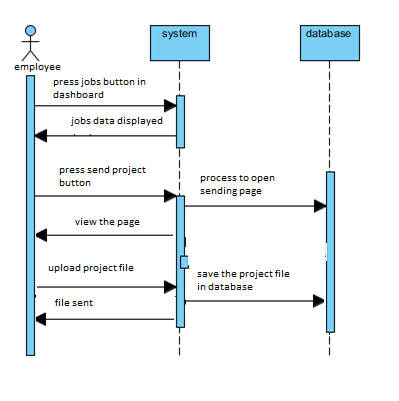 system
database
employee
press jobs button in
dashboard
jobs data displayed
press send project
button
process to open
sending page
view the page
upload project file
save the project file
in database
file sent